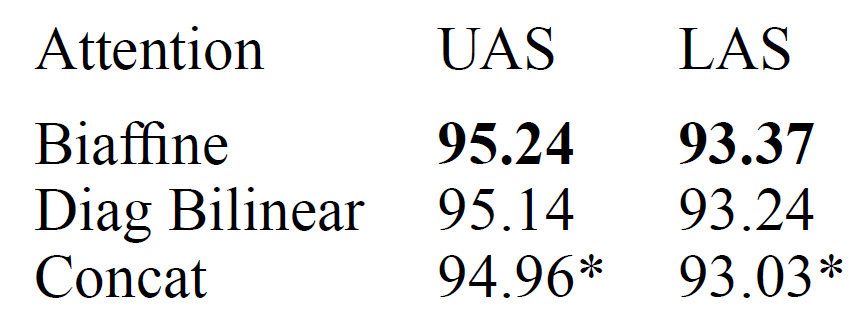 Attention UAS LAS
Biaffine 95.24 93.37
Diag Bilinear 95.14 93.24
Concat 94.96* 93.03*